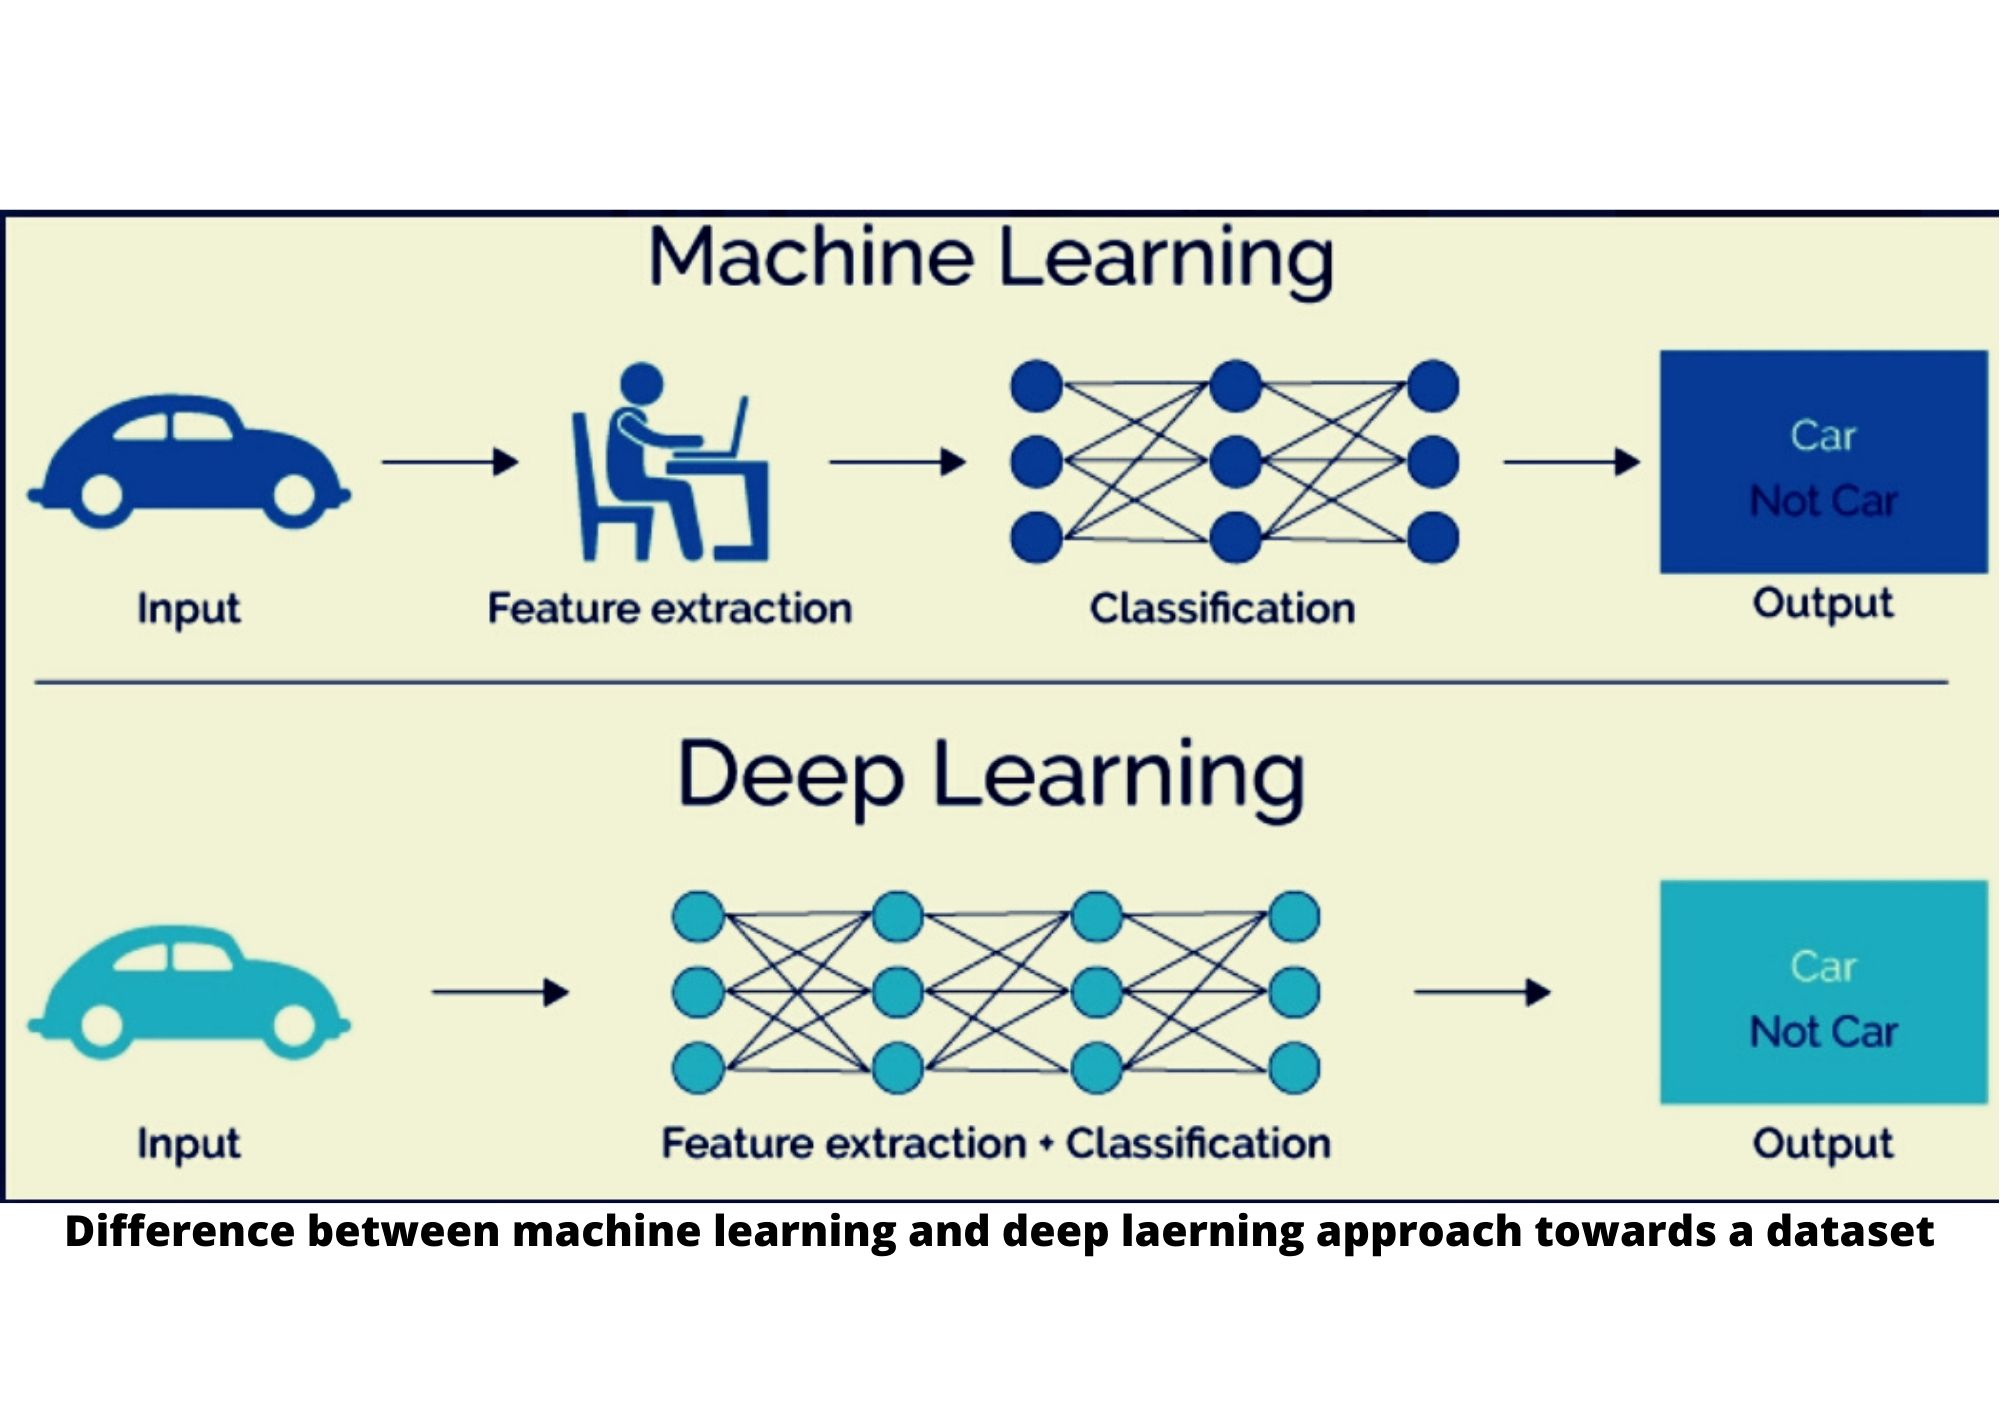 Machine Learning
Car
Not Car
Input
Feature extraction
Classification
Output
Deep Learning
Car
Not Car
Input
Feature extraction + Classification
Output
Difference between machine learning and deep laerning approach towards a dataset